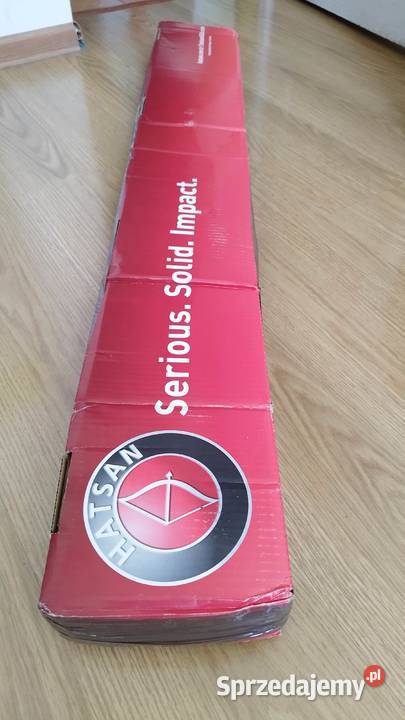 Serious. Solid. Impact.
HATSAN
Sprzedajemy.pl